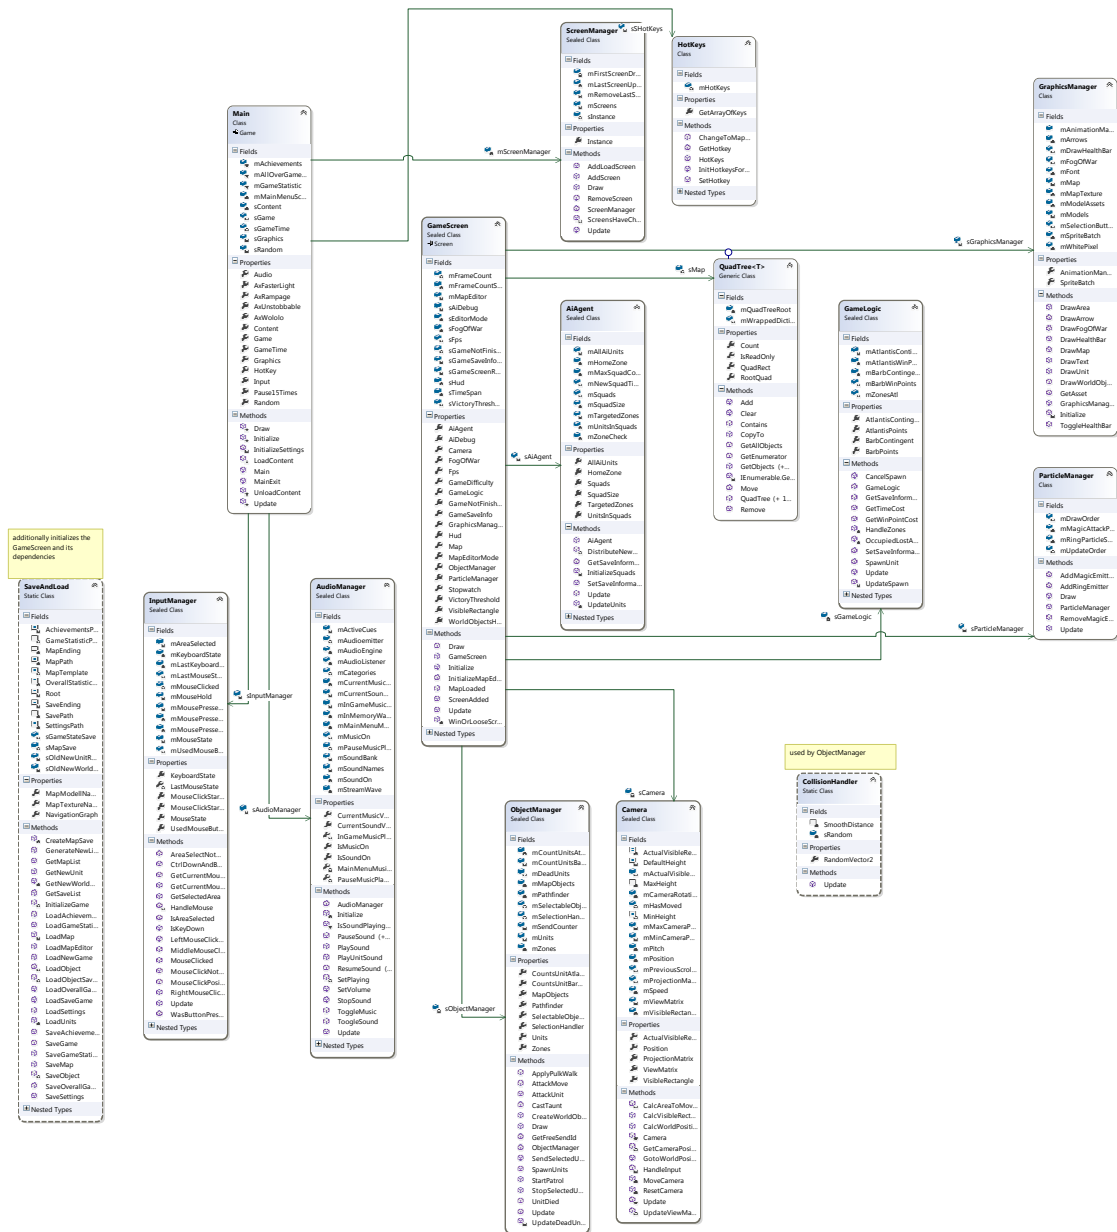 ScreenManager
Sealed Class
Fields
mFirstScreenDr...
mLastScreenUp...
mRemoveLastS...
mScreens
sInstance
Properties
Instance
Methods
AddLoadScreen
AddScreen
Draw
RemoveScreen
ScreenManager
ScreensHaveCh...
Update
sSHotKeys
HotKeys
Sealed Class
Fields
mHotKeys
Properties
GetArrayOfKeys
Methods
ChangeToMap...
GetHotkey
HotKeys
InitHotkeysFor...
SetHotkey
Nested Types
GraphicsManager
Class
Fields
mAnimationMa...
mArrows
mDrawHealthBar
mFogOfWar
mFont
mMap
mMapTexture
mModelAssets
mModels
mSelectionButt...
mSpriteBatch
mWhitePixel
Properties
AnimationMan...
SpriteBatch
Methods
DrawArea
DrawArrow
DrawFogOfWar
DrawHealthBar
DrawMap
DrawText
DrawUnit
DrawWorldObj...
GetAsset
GraphicsManag...
Initialize
ToggleHealthBar
Main
Class
Game
Fields
mAchievements
mAllOverGame...
mGameStatistic
mMainMenuSc...
sContent
sGame
sGameTime
sGraphics
sRandom
Properties
Audio
AxFasterLight
AxRampage
AxUnstobbable
AxWololo
Content
Game
GameTime
Graphics
HotKey
Input
Pause15Times
Random
Methods
Draw
Initialize
InitializeSettings
LoadContent
Main
MainExit
UnloadContent
Update
mScreenManager
GameScreen
Sealed Class
Screen
Fields
mFrameCount
mFrameCountS...
mMapEditor
sAiDebug
sEditorMode
sFogOfWar
sFps
sGameNotFinis...
sGameSaveInfo...
sGameScreenR...
sHud
sTimeSpan
sVictoryThresh...
Properties
AiAgent
AiDebug
Camera
FogOfWar
Fps
GameDifficulty
GameLogic
GameNotFinish...
GameSaveInfo
GraphicsManag...
Hud
Map
MapEditorMode
ObjectManager
ParticleManager
Stopwatch
VictoryThreshold
VisibleRectangle
WorldObjectsH...
Methods
Draw
GameScreen
Initialize
InitializeMapEd...
MapLoaded
ScreenAdded
Update
WinOrLooseScr...
Nested Types
sGraphicsManager
sMap
QuadTree<T>
Generic Class
Fields
mQuadTreeRoot
mWrappedDicti...
Properties
Count
IsReadOnly
QuadRect
RootQuad
Methods
Add
Clear
Contains
CopyTo
GetAllObjects
GetEnumerator
GetObjects (+...
IEnumerable.Ge...
Move
QuadTree (+ 1...
Remove
AiAgent
Sealed Class
Fields
mAllAiUnits
mHomeZone
mMaxSquadCo...
mNewSquadTi...
mSquads
mSquadSize
mTargetedZones
mUnitsInSquads
mZoneCheck
Properties
AllAiUnits
HomeZone
Squads
SquadSize
TargetedZones
UnitsInSquads
Methods
AiAgent
DistributeNew...
GetSaveInform...
InitializeSquads
SetSaveInforma...
Update
UpdateUnits
Nested Types
sAiAgent
GameLogic
Sealed Class
Fields
mAtlantisConti...
mAtlantisWinP...
mBarbContinge...
mBarbWinPoints
mZonesAtl
Properties
AtlantisConting...
AtlantisPoints
BarbContingent
BarbPoints
Methods
CancelSpawn
GameLogic
GetSaveInform...
GetTimeCost
GetWinPointCost
HandleZones
OccupiedLostA...
SetSaveInforma...
SpawnUnit
Update
UpdateSpawn
Nested Types
sGameLogic
ParticleManager
Class
Fields
mDrawOrder
mMagicAttackP...
mRingParticleS...
mUpdateOrder
Methods
AddMagicEmitt...
AddRingEmitter
Draw
ParticleManager
RemoveMagicE...
Update
sParticleManager
additionally initializes the
GameScreen and its
dependencies
SaveAndLoad
Static Class
Fields
AchievementsP...
GameStatisticP...
MapEnding
MapPath
MapTemplate
OverallStatistic...
Root
SaveEnding
SavePath
SettingsPath
sGameStateSave
sMapSave
sOldNewUnitR...
sOldNewWorld...
Properties
MapModellNa...
MapTextureNa...
NavigationGraph
Methods
CreateMapSave
GenerateNewLi...
GetMapList
GetNewUnit
GetNewWorld...
GetSaveList
InitializeGame
LoadAchievem...
LoadGameStati...
LoadMap
LoadMapEditor
LoadNewGame
LoadObject
LoadObjectSav...
LoadOverallGa...
LoadSaveGame
LoadSettings
LoadUnits
SaveAchieveme...
SaveGame
SaveGameStati...
SaveMap
SaveObject
SaveOverallGa...
SaveSettings
Nested Types
InputManager
Sealed Class
Fields
mAreaSelected
mKeyboardState
mLastKeyboard...
mLastMouseSt...
mMouseClicked
mMouseHold
mMousePresse...
mMousePresse...
mMousePresse...
mMouseState
mUsedMouseB...
Properties
KeyboardState
LastMouseState
MouseClickStar...
MouseClickStar...
MouseState
UsedMouseBut...
Methods
AreaSelectNot...
CtrlDownAndB...
GetCurrentMou...
GetCurrentMou...
GetSelectedArea
HandleMouse
IsAreaSelected
IsKeyDown
LeftMouseClick...
MiddleMouseCl...
MouseClicked
MouseClickNot...
MouseClickPosi...
RightMouseClic...
Update
WasButtonPres...
Nested Types
sInputManager
sAudioManager
AudioManager
Sealed Class
Fields
mActiveCues
mAudioemitter
mAudioEngine
mAudioListener
mCategories
mCurrentMusic...
mCurrentSoun...
mInGameMusic...
mInMemoryWa...
mMainMenuM...
mMusicOn
mPauseMusicPl...
mSoundBank
mSoundNames
mSoundOn
mStreamWave
Properties
CurrentMusicV...
CurrentSoundV...
InGameMusicPl...
IsMusicOn
IsSoundOn
MainMenuMusi...
PauseMusicPla...
Methods
AudioManager
Initialize
IsSoundPlaying...
PauseSound (+...
PlaySound
PlayUnitSound
ResumeSound (...
SetPlaying
SetVolume
StopSound
ToggleMusic
ToogleSound
Update
Nested Types
sObjectManager
ObjectManager
Sealed Class
Fields
mCountUnitsAt...
mCountUnitsBa...
mDeadUnits
mMapObjects
mPathfinder
mSelectableObj...
mSelectionHan...
mSendCounter
mUnits
mZones
Properties
CountsUnitAtla...
CountsUnitBar...
MapObjects
Pathfinder
SelectableObje...
SelectionHandler
Units
Zones
Methods
ApplyPulkWalk
AttackMove
AttackUnit
CastTaunt
CreateWorldOb...
Draw
GetFreeSendId
ObjectManager
SendSelectedU...
SpawnUnits
StartPatrol
StopSelectedU...
UnitDied
Update
UpdateDeadUn...
sCamera
Camera
Sealed Class
Fields
ActualVisibleRe...
DefaultHeight
mActualVisible...
MaxHeight
mCameraRotati...
mHasMoved
MinHeight
mMaxCameraP...
mMinCameraP...
mPitch
mPosition
mPreviousScrol...
mProjectionMa...
mSpeed
mViewMatrix
mVisibleRectan...
Properties
ActualVisibleRe...
Position
ProjectionMatrix
ViewMatrix
VisibleRectangle
Methods
CalcAreaToMov...
CalcVisibleRect...
CalcWorldPositi...
Camera
GetCameraPosi...
GotoWorldPosi...
HandleInput
MoveCamera
ResetCamera
Update
UpdateViewMa...
used by ObjectManager
CollisionHandler
Static Class
Fields
SmoothDistance
sRandom
Properties
RandomVector2
Methods
Update